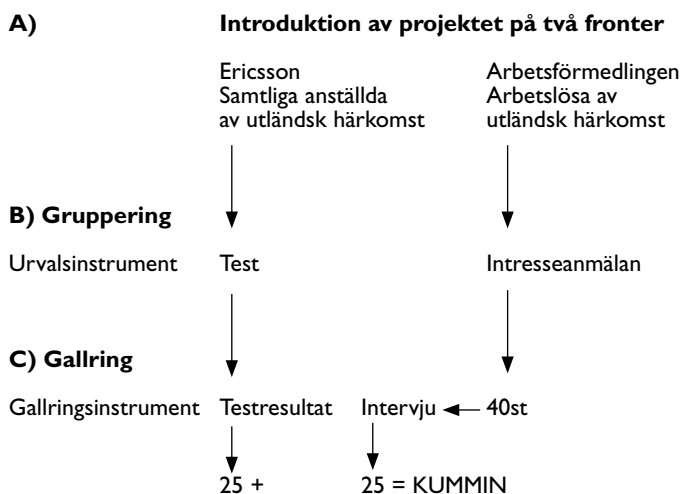 A) Introduktion av projektet på två fronter
Ericsson Arbetsförmedlingen
Samtliga anställda Arbetslösa av
av utländsk härkomst utländsk härkomst
B) Gruppering
Urvalsinstrument Test Intresseanmälan
C) Gallring
Gallringsinstrument Testresultat Intervju 40st
25 + 25 = KUMMIN